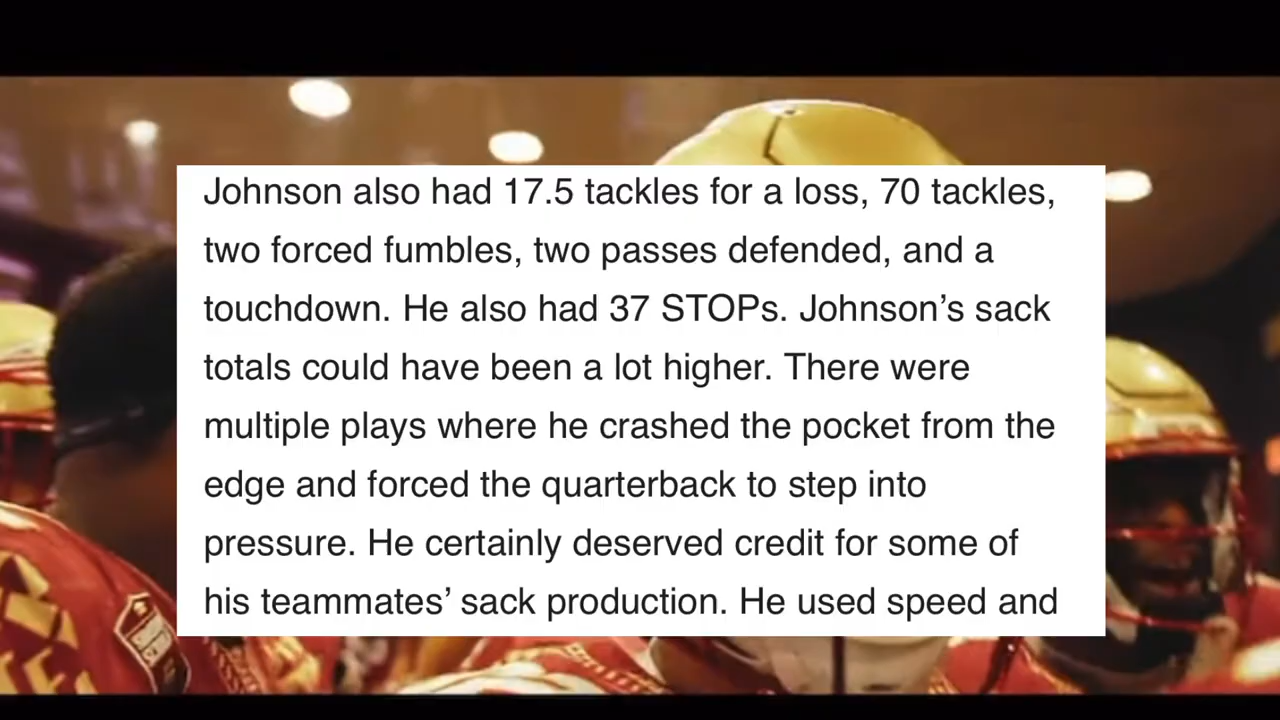 Johnson also had 17.5 tackles for a loss, 70 tackles,
two forced fumbles, two passes defended, and a
touchdown. He also had 37 STOPs. Johnson’s sack
totals could have been a lot higher. There were
multiple plays where he crashed the pocket from the
edge and forced the quarterback to step into
pressure. He certainly deserved credit for some of
his teammates’ sack production. He used speed and